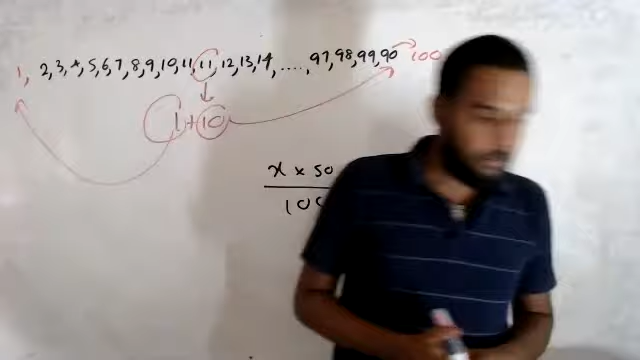 1, 2,3,4,5,6,7,8,9,10,11,11,12,13,14, ...., 97,98,99,90 100
1+10
x × 50
100